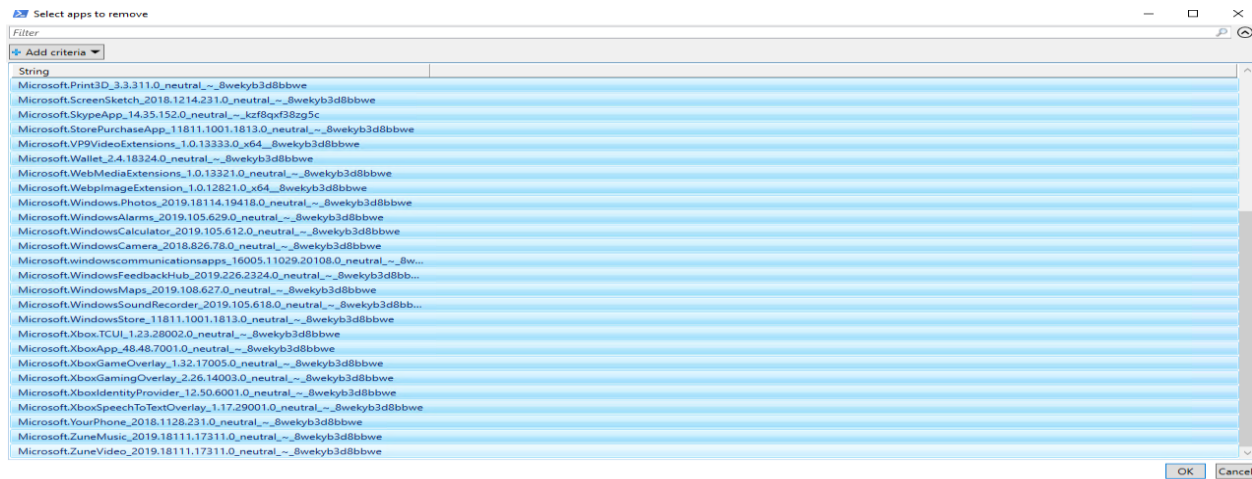 Select apps to remove
Filter
Add criteria
String
Microsoft.Print3D_3.3.311.0_neutral_~_8wekyb3d8bbwe
Microsoft.ScreenSketch_2018.1214.231.0_neutral_~_8wekyb3d8bbwe
Microsoft.SkypeApp_14.35.152.0_neutral_~_kzf8qxf38zg5c
Microsoft.StorePurchaseApp_11811.1001.1813.0_neutral_~_8wekyb3d8bbwe
Microsoft.VP9VideoExtensions_1.0.13333.0_x64__8wekyb3d8bbwe
Microsoft.Wallet_2.4.18324.0_neutral_~_8wekyb3d8bbwe
Microsoft.WebMediaExtensions_1.0.13321.0_neutral_~_8wekyb3d8bbwe
Microsoft.WebpImageExtension_1.0.12821.0_x64__8wekyb3d8bbwe
Microsoft.Windows.Photos_2019.18114.19418.0_neutral_~_8wekyb3d8bbwe
Microsoft.WindowsAlarms_2019.105.629.0_neutral_~_8wekyb3d8bbwe
Microsoft.WindowsCalculator_2019.105.612.0_neutral_~_8wekyb3d8bbwe
Microsoft.WindowsCamera_2018.826.78.0_neutral_~_8wekyb3d8bbwe
Microsoft.windowscommunicationsapps_16005.11029.20108.0_neutral_~_8w...
Microsoft.WindowsFeedbackHub_2019.226.2324.0_neutral_~_8wekyb3d8bb...
Microsoft.WindowsMaps_2019.108.627.0_neutral_~_8wekyb3d8bbwe
Microsoft.WindowsSoundRecorder_2019.105.618.0_neutral_~_8wekyb3d8bb...
Microsoft.WindowsStore_11811.1001.1813.0_neutral_~_8wekyb3d8bbwe
Microsoft.Xbox.TCUI_1.23.28002.0_neutral_~_8wekyb3d8bbwe
Microsoft.XboxApp_48.48.7001.0_neutral_~_8wekyb3d8bbwe
Microsoft.XboxGameOverlay_1.32.17005.0_neutral_~_8wekyb3d8bbwe
Microsoft.XboxGamingOverlay_2.26.14003.0_neutral_~_8wekyb3d8bbwe
Microsoft.XboxIdentityProvider_12.50.6001.0_neutral_~_8wekyb3d8bbwe
Microsoft.XboxSpeechToTextOverlay_1.17.29001.0_neutral_~_8wekyb3d8bbwe
Microsoft.YourPhone_2018.1128.231.0_neutral_~_8wekyb3d8bbwe
Microsoft.ZuneMusic_2019.18111.17311.0_neutral_~_8wekyb3d8bbwe
Microsoft.ZuneVideo_2019.18111.17311.0_neutral_~_8wekyb3d8bbwe
OK Cancel